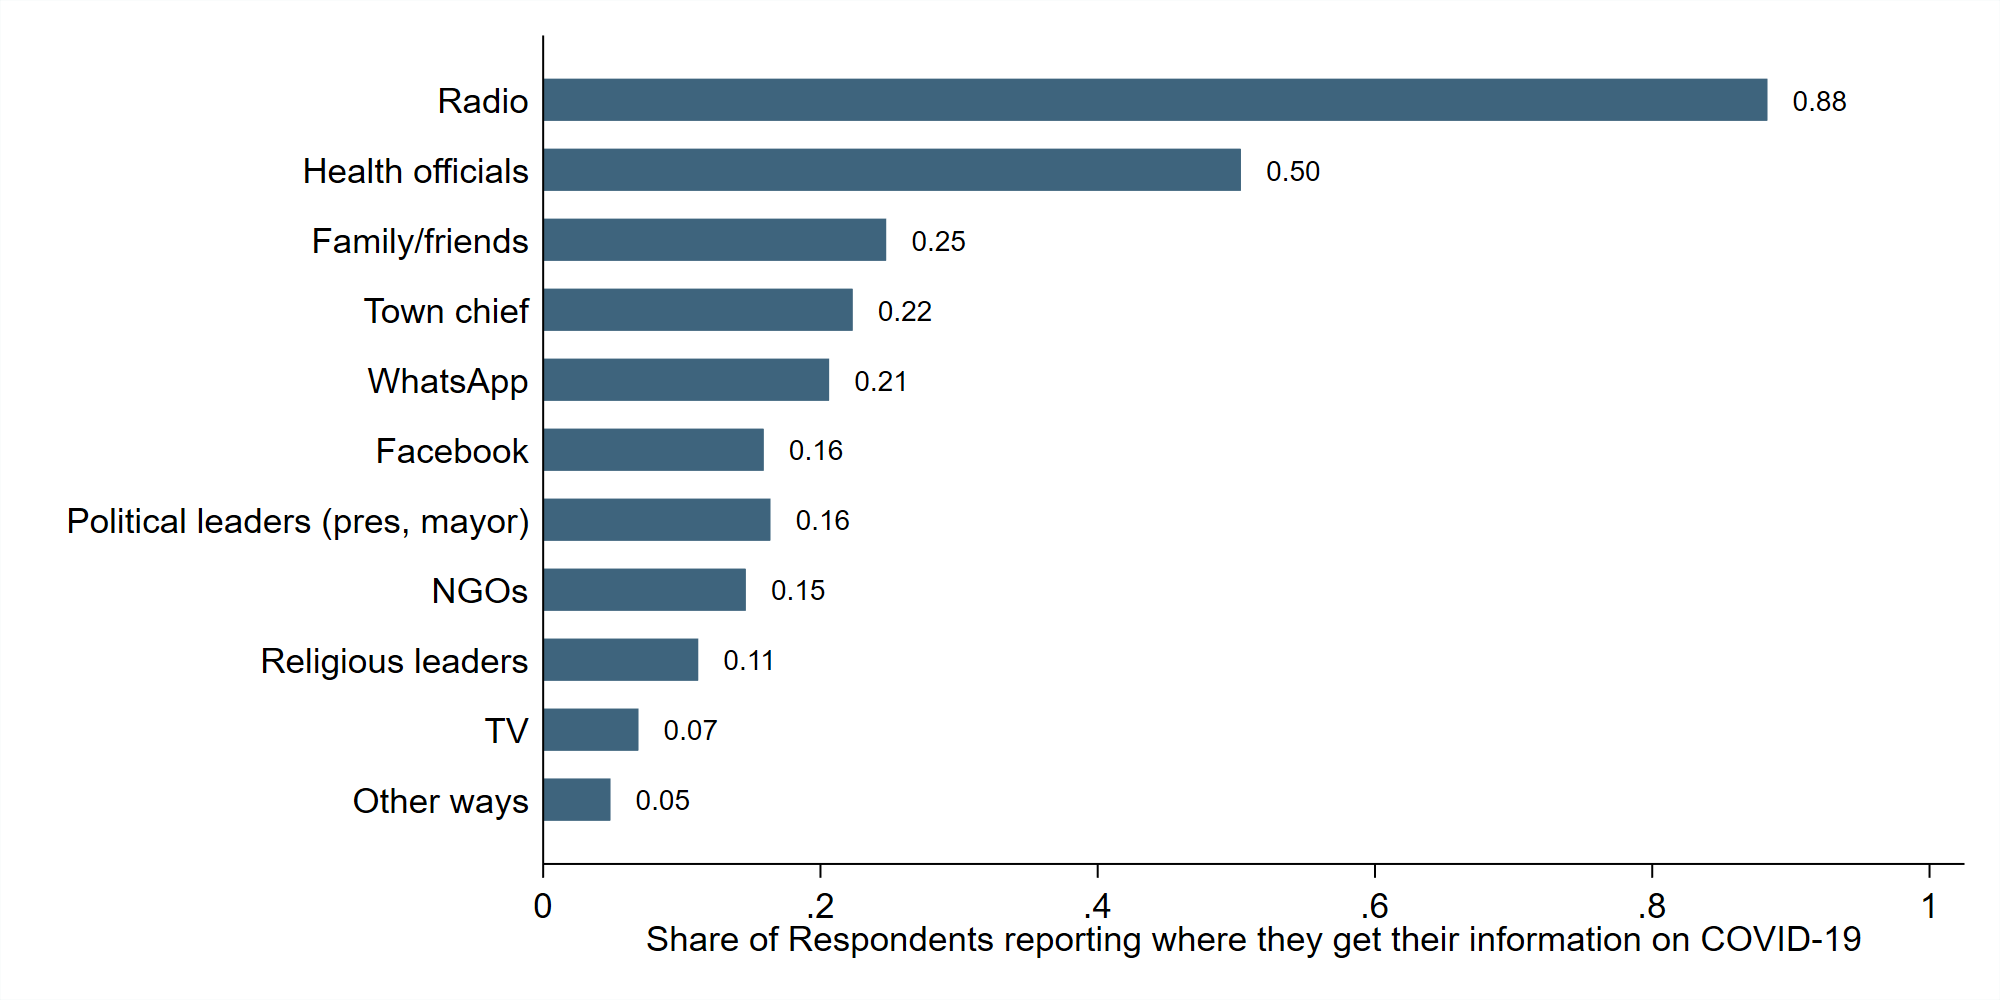 Radio 0.88
Health officials 0.50
Family/friends 0.25
Town chief 0.22
WhatsApp 0.21
Facebook 0.16
Political leaders (pres, mayor) 0.16
NGOs 0.15
Religious leaders 0.11
TV 0.07
Other ways 0.05
0 .2 .4 .6 .8 1
Share of Respondents reporting where they get their information on COVID-19